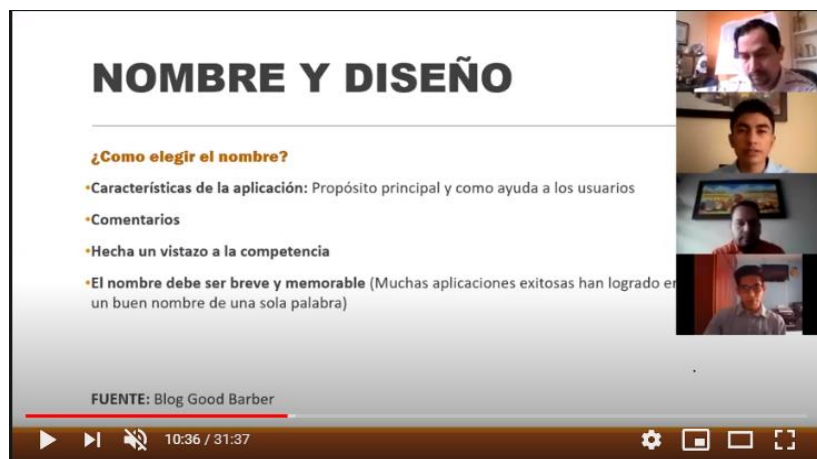 NOMBRE Y DISEÑO
¿Como elegir el nombre?
•Características de la aplicación: Propósito principal y como ayuda a los usuarios
•Comentarios
•Hecha un vistazo a la competencia
•El nombre debe ser breve y memorable (Muchas aplicaciones exitosas han logrado
un buen nombre de una sola palabra)
FUENTE: Blog Good Barber
10:36 / 31:37